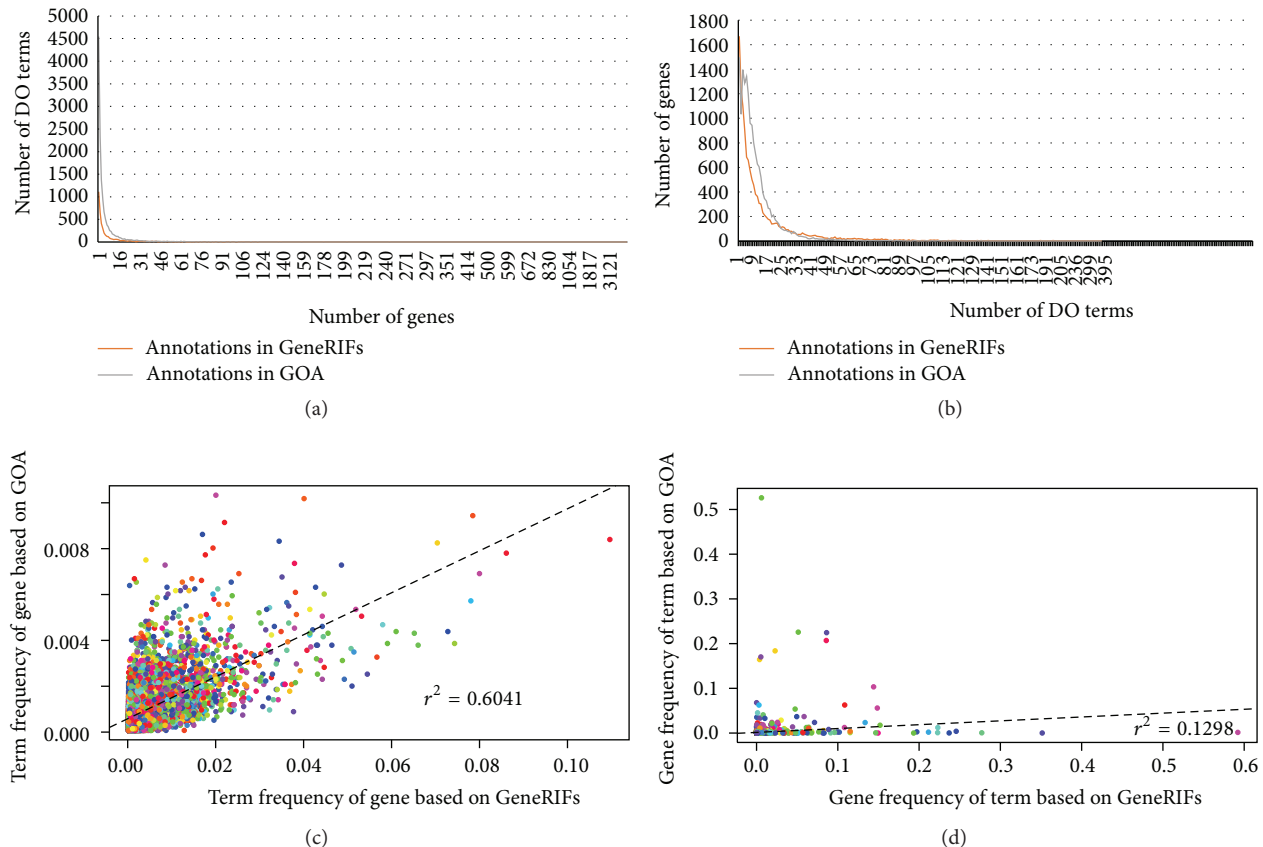 5000
4500
4000
3500
3000
2500
2000
1500
1000
500
0
Number of DO terms
1 16 31 46 61 76 91 106 124 140 159 178 199 219 240 271 297 351 414 500 599 672 830 1054 1817 3121
Number of genes
Annotations in GeneRIFs
Annotations in GOA
(a)
1800
1600
1400
1200
1000
800
600
400
200
0
Number of genes
1 9 17 25 33 41 49 57 65 73 81 89 97 105 113 121 129 141 151 161 173 191 205 236 299 395
Number of DO terms
Annotations in GeneRIFs
Annotations in GOA
(b)
Term frequency of gene based on GOA
0.008
0.004
0.000
r² = 0.6041
0.00 0.02 0.04 0.06 0.08 0.10
Term frequency of gene based on GeneRIFs
(c)
Gene frequency of term based on GOA
0.5
0.4
0.3
0.2
0.1
0.0
r² = 0.1298
0.0 0.1 0.2 0.3 0.4 0.5 0.6
Gene frequency of term based on GeneRIFs
(d)